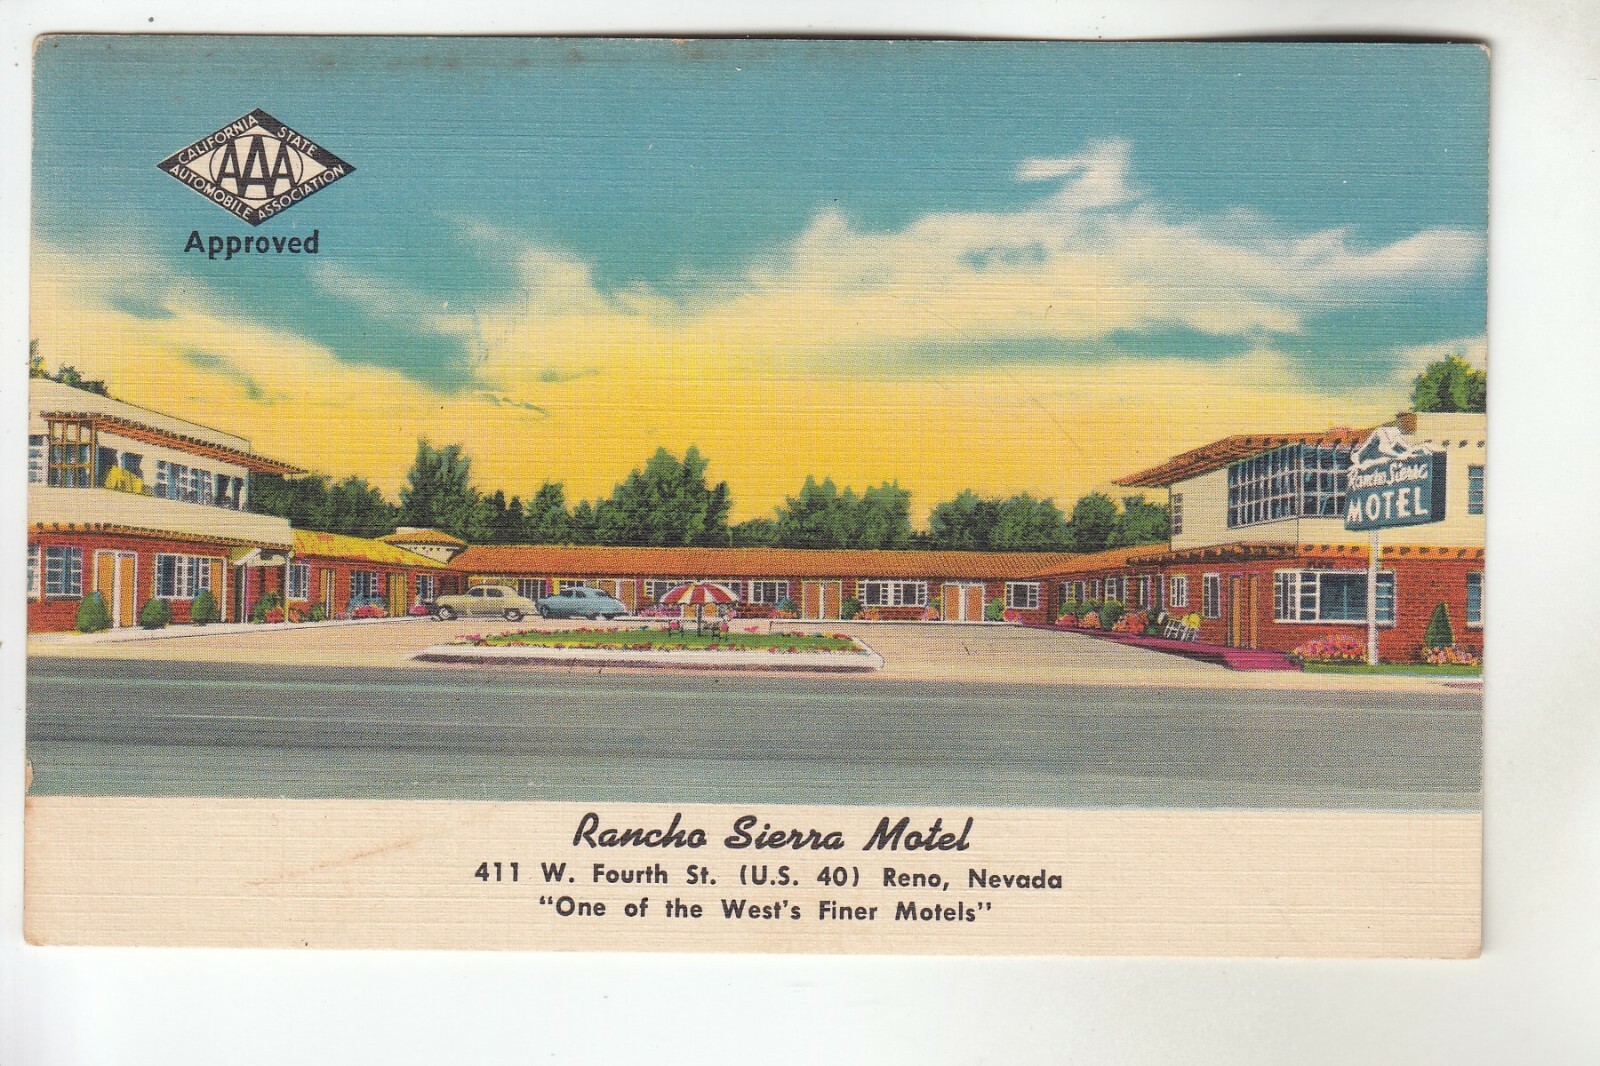 CALIFORNIA STATE
AAA
AUTOMOBILE ASSOCIATION
Approved
Rancho Sierra
MOTEL
Rancho Sierra Motel
411 W. Fourth St. (U.S. 40) Reno, Nevada
"One of the West's Finer Motels"